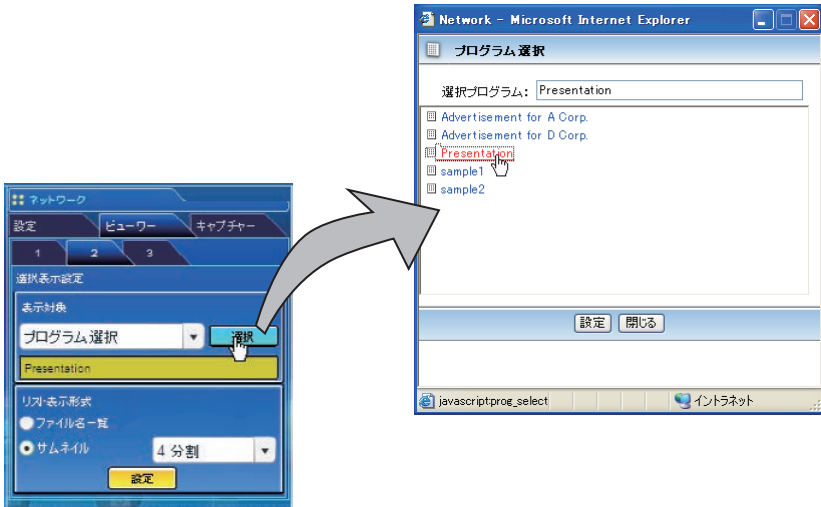 ネットワーク
設定 ビューワー キャプチャー
1 2 3
選択表示設定
表示対象
プログラム選択 選択
Presentation
リスト表示形式
ファイル名一覧
サムネイル 4 分割
設定
Network - Microsoft Internet Explorer
プログラム選択
選択プログラム: Presentation
Advertisement for A Corp.
Advertisement for D Corp.
Presentation
sample1
sample2
設定 閉じる
javascript:prog_select イントラネット